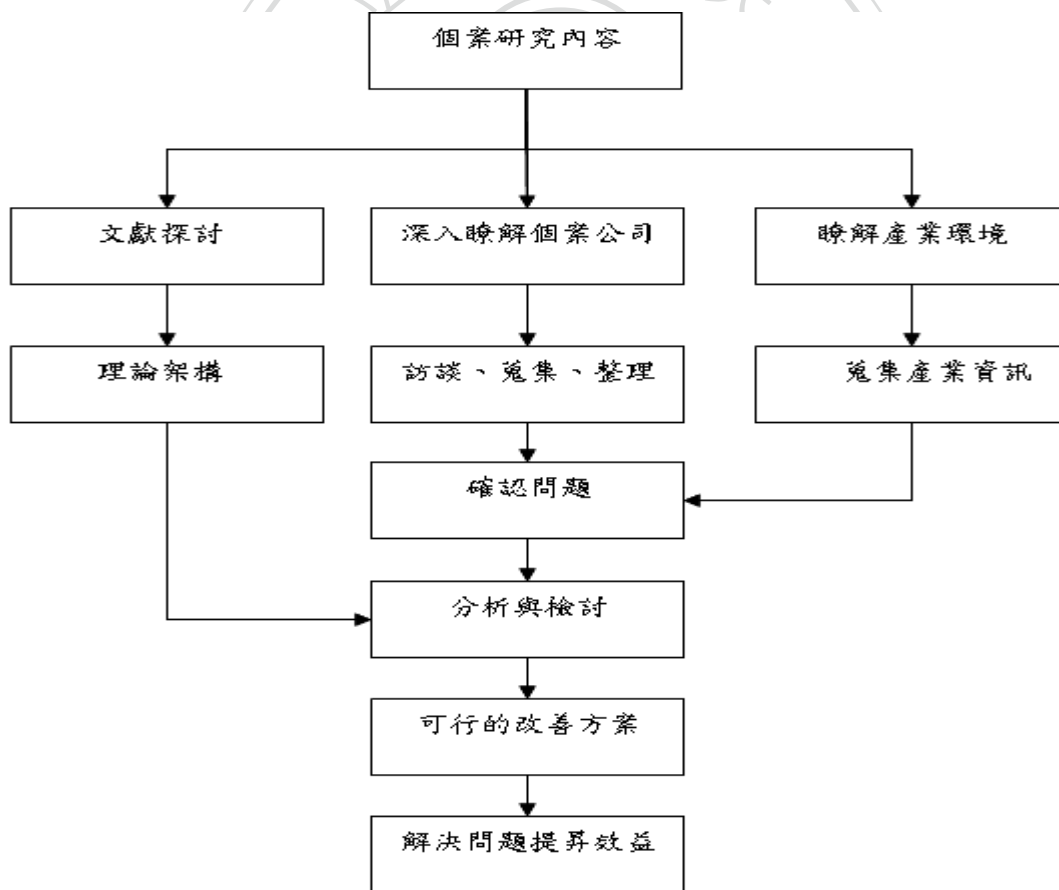 個案研究內容
文獻探討
深入瞭解個案公司
瞭解產業環境
理論架構
訪談、蒐集、整理
蒐集產業資訊
確認問題
分析與檢討
可行的改善方案
解決問題提昇效益